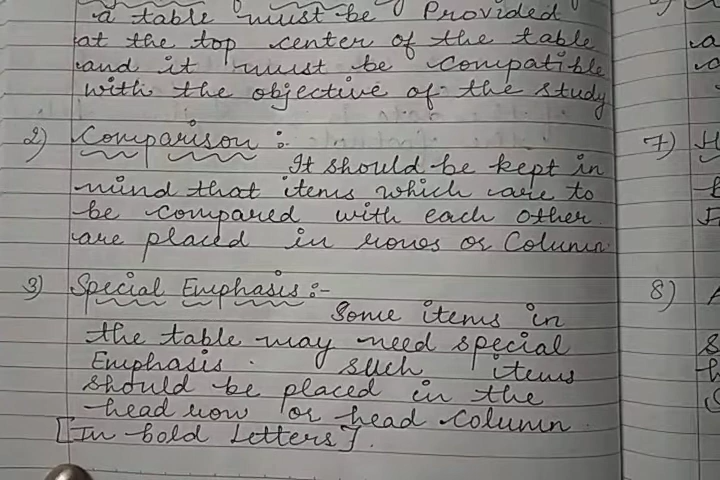 a table must be Provided
at the top center of the table
and it must be compatible
with the objective of the study
2) Comparison :-
It should be kept in
mind that items which are to
be compared with each other
are placed in rows or Column.
3) Special Emphasis :-
Some items in
the table may need special
Emphasis. Such items
should be placed in the
head row or head column.
[In bold Letters].
7) H
8)